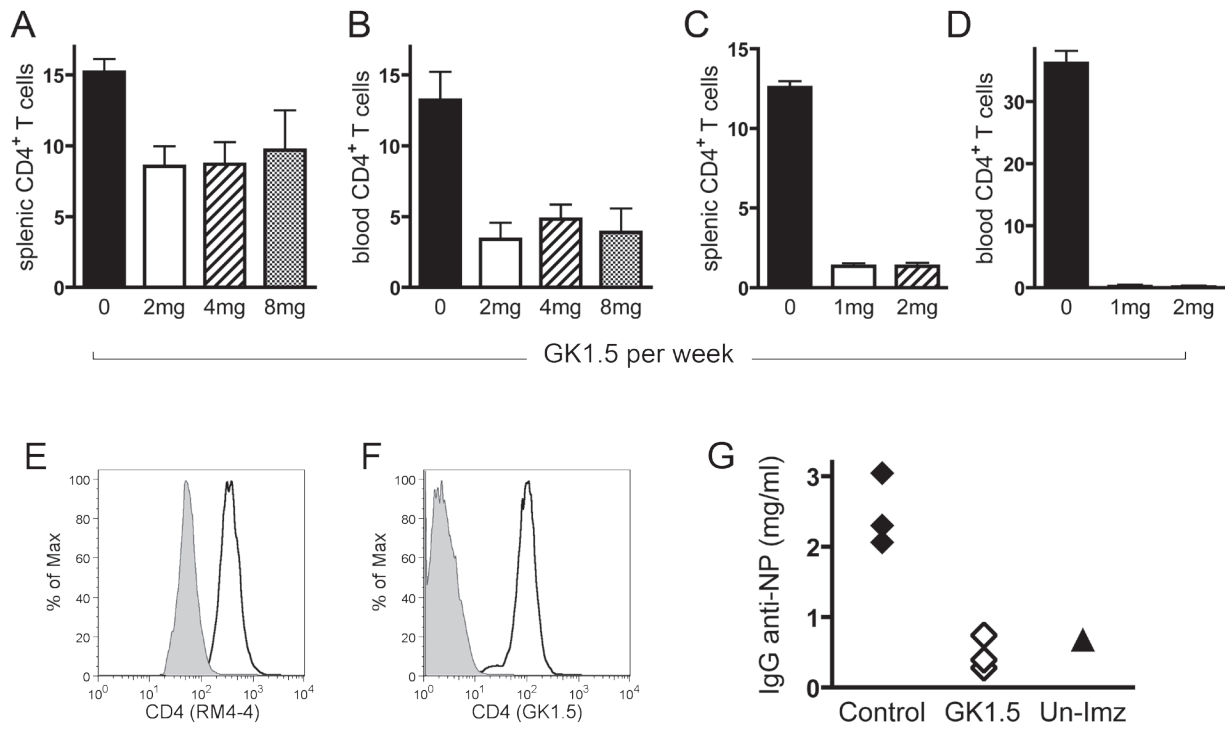 A
splenic CD4+ T cells
15
10
5
0
0 2mg 4mg 8mg
B
blood CD4+ T cells
15
10
5
0
0 2mg 4mg 8mg
C
splenic CD4+ T cells
15
10
5
0
0 1mg 2mg
D
blood CD4+ T cells
30
20
10
0
0 1mg 2mg
GK1.5 per week
E
% of Max
100
80
60
40
20
0
10^0 10^1 10^2 10^3 10^4
CD4 (RM4-4)
F
% of Max
100
80
60
40
20
0
10^0 10^1 10^2 10^3 10^4
CD4 (GK1.5)
G
IgG anti-NP (mg/ml)
3
2
1
0
Control GK1.5 Un-Imz